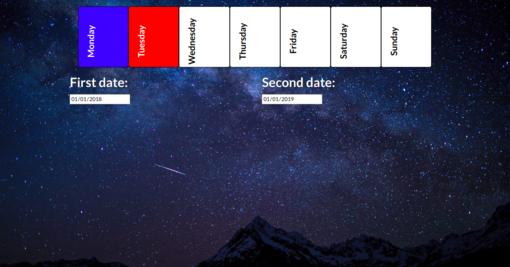 Monday
Tuesday
Wednesday
Thursday
Friday
Saturday
Sunday
First date:
Second date:
01/01/2018
01/01/2019